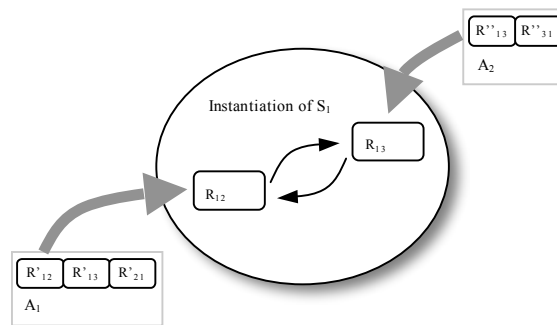 R’’₁₃ R’’₃₁
A₂
Instantiation of S₁
R₁₃
R₁₂
R’₁₂ R’₁₃ R’₂₁
A₁